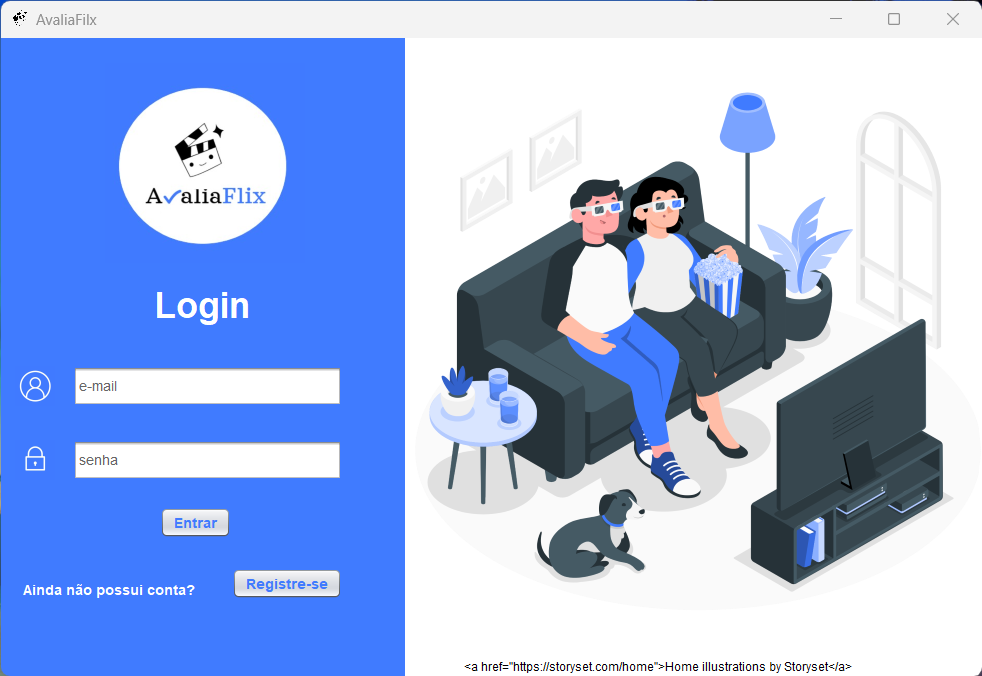 AvaliaFilx
AvaliaFlix
Login
e-mail
senha
Entrar
Ainda não possui conta?
Registre-se
<a href="https://storyset.com/home">Home illustrations by Storyset</a>